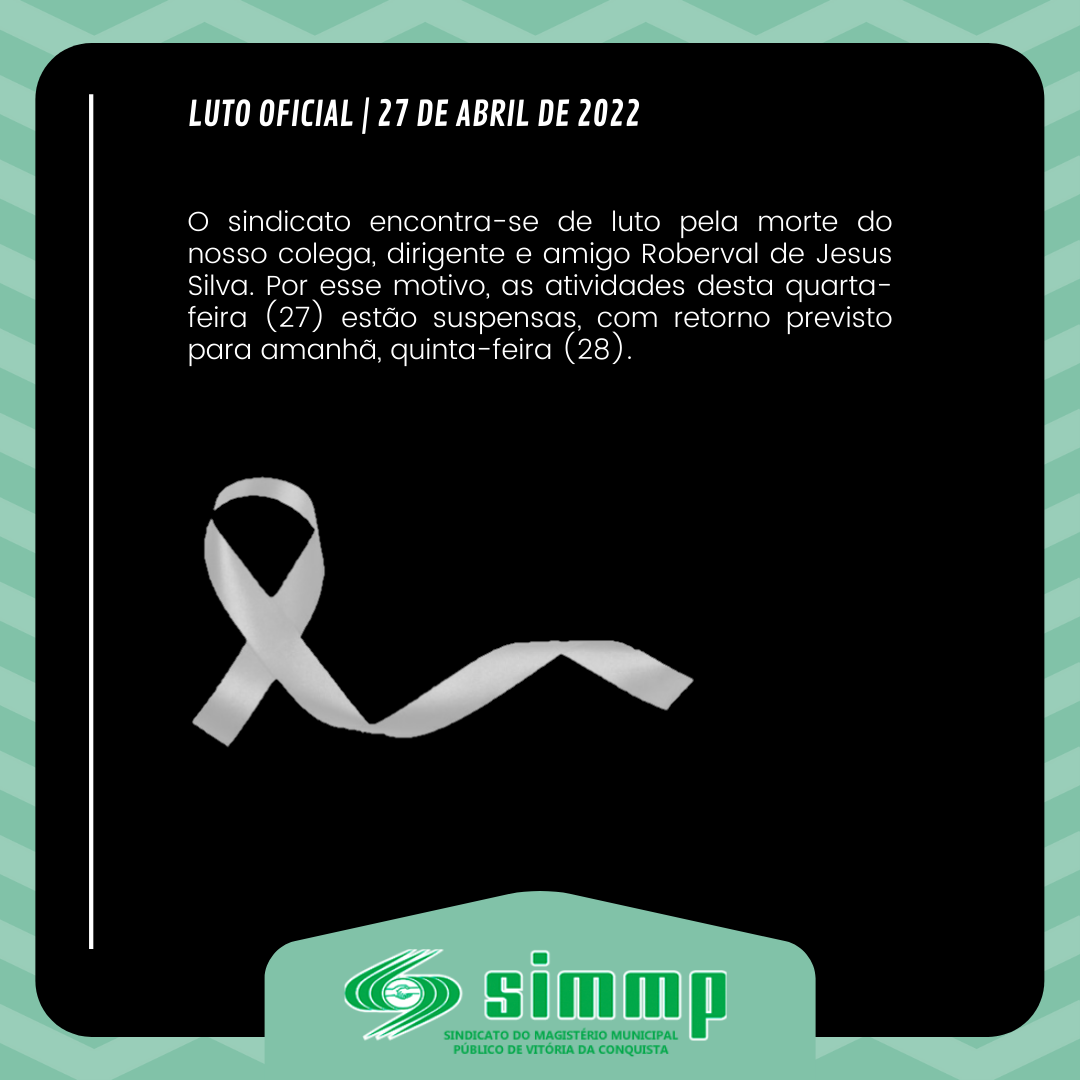 LUTO OFICIAL | 27 DE ABRIL DE 2022
O sindicato encontra-se de luto pela morte do
nosso colega, dirigente e amigo Roberval de Jesus
Silva. Por esse motivo, as atividades desta quarta-
feira (27) estão suspensas, com retorno previsto
para amanhã, quinta-feira (28).
simmp
SINDICATO DO MAGISTÉRIO MUNICIPAL
PÚBLICO DE VITÓRIA DA CONQUISTA